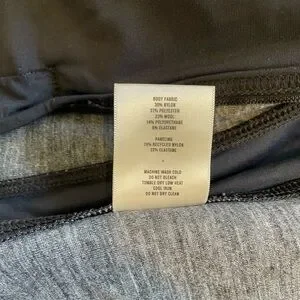 BODY FABRIC
30% NYLON
27% POLYESTER
23% WOOL
14% POLYURETHANE
6% ELASTANE
PANELING
78% RECYCLED NYLON
22% ELASTANE
MACHINE WASH COLD
DO NOT BLEACH
TUMBLE DRY LOW HEAT
COOL IRON
DO NOT DRY CLEAN